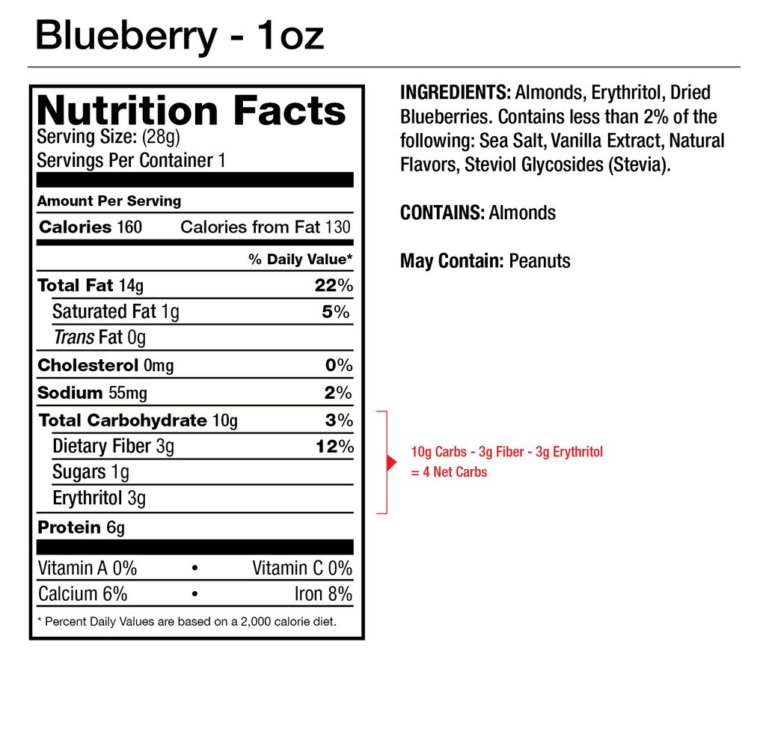 Blueberry - 1oz
Nutrition Facts
Serving Size: (28g)
Servings Per Container 1
Amount Per Serving
Calories 160 Calories from Fat 130
% Daily Value*
Total Fat 14g 22%
Saturated Fat 1g 5%
Trans Fat 0g
Cholesterol 0mg 0%
Sodium 55mg 2%
Total Carbohydrate 10g 3%
Dietary Fiber 3g 12%
Sugars 1g
Erythritol 3g
Protein 6g
Vitamin A 0% • Vitamin C 0%
Calcium 6% • Iron 8%
* Percent Daily Values are based on a 2,000 calorie diet.
INGREDIENTS: Almonds, Erythritol, Dried
Blueberries. Contains less than 2% of the
following: Sea Salt, Vanilla Extract, Natural
Flavors, Steviol Glycosides (Stevia).
CONTAINS: Almonds
May Contain: Peanuts
10g Carbs - 3g Fiber - 3g Erythritol
= 4 Net Carbs